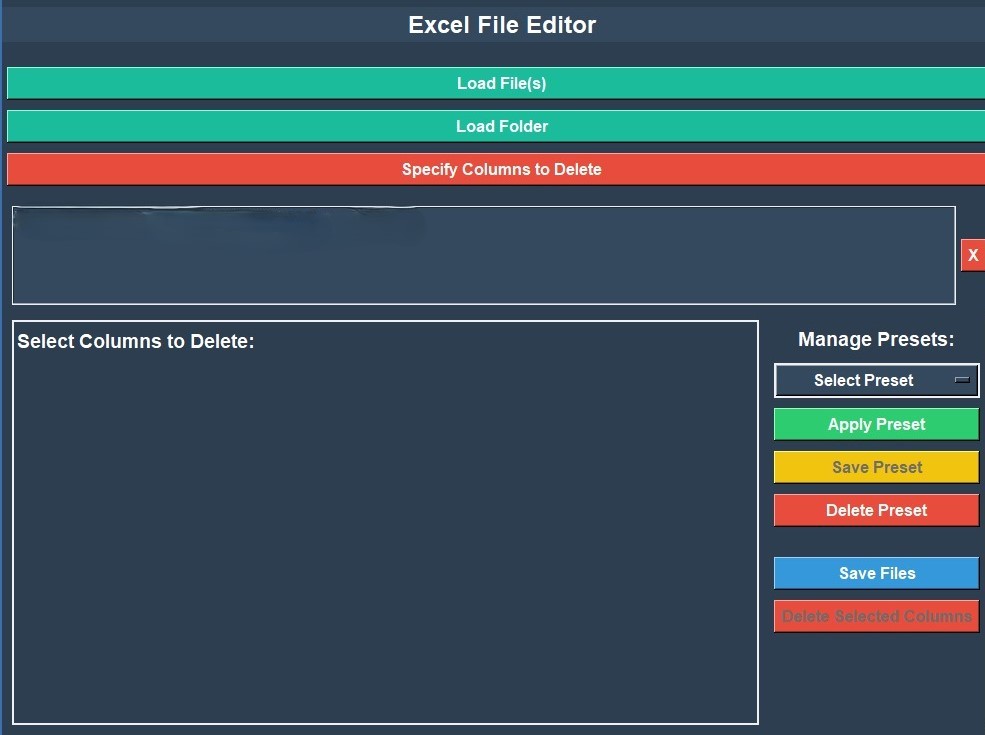 Excel File Editor
Load File(s)
Load Folder
Specify Columns to Delete
X
Select Columns to Delete:
Manage Presets:
Select Preset
Apply Preset
Save Preset
Delete Preset
Save Files
Delete Selected Columns